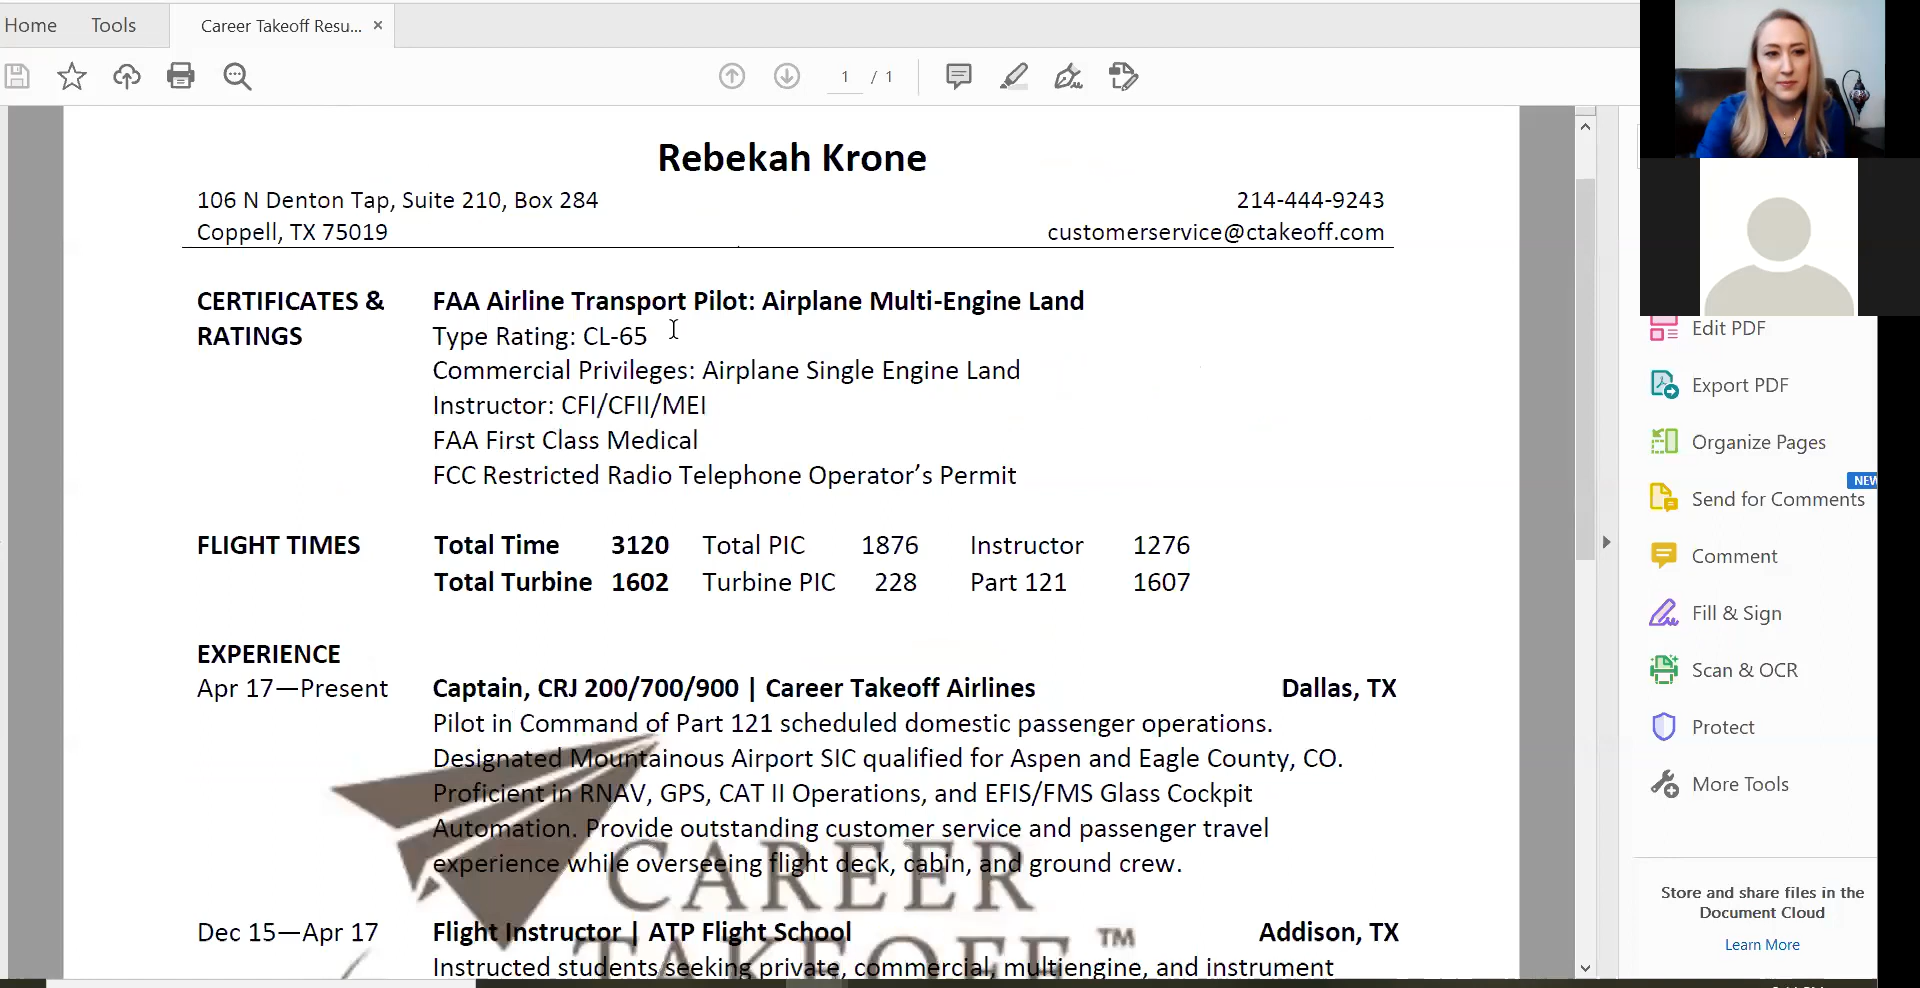 Home Tools Career Takeoff Resu... ×
1 / 1
Rebekah Krone
106 N Denton Tap, Suite 210, Box 284 214-444-9243
Coppell, TX 75019 customerservice@ctakeoff.com
CERTIFICATES & FAA Airline Transport Pilot: Airplane Multi-Engine Land
RATINGS Type Rating: CL-65
Commercial Privileges: Airplane Single Engine Land
Instructor: CFI/CFII/MEI
FAA First Class Medical
FCC Restricted Radio Telephone Operator’s Permit
FLIGHT TIMES Total Time 3120 Total PIC 1876 Instructor 1276
Total Turbine 1602 Turbine PIC 228 Part 121 1607
EXPERIENCE
Apr 17—Present Captain, CRJ 200/700/900 | Career Takeoff Airlines Dallas, TX
Pilot in Command of Part 121 scheduled domestic passenger operations.
Designated Mountainous Airport SIC qualified for Aspen and Eagle County, CO.
Proficient in RNAV, GPS, CAT II Operations, and EFIS/FMS Glass Cockpit
Automation. Provide outstanding customer service and passenger travel
experience while overseeing flight deck, cabin, and ground crew.
CAREER
Dec 15—Apr 17 Flight Instructor | ATP Flight School Addison, TX
TAKEOFF ™
Instructed students seeking private, commercial, multiengine, and instrument
Edit PDF
Export PDF
Organize Pages
NEW
Send for Comments
Comment
Fill & Sign
Scan & OCR
Protect
More Tools
Store and share files in the
Document Cloud
Learn More